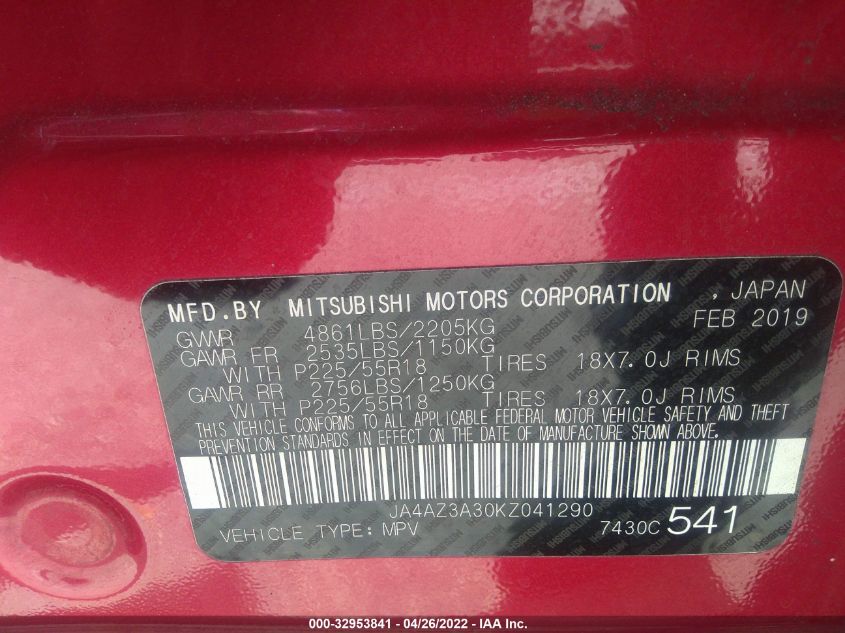 MFD.BY MITSUBISHI MOTORS CORPORATION , JAPAN
GVWR 4861LBS/2205KG FEB 2019
GAWR FR 2535LBS/1150KG
WITH P225/55R18 TIRES 18X7.0J RIMS
GAWR RR 2756LBS/1250KG
WITH P225/55R18 TIRES 18X7.0J RIMS
THIS VEHICLE CONFORMS TO ALL APPLICABLE FEDERAL MOTOR VEHICLE SAFETY AND THEFT
PREVENTION STANDARDS IN EFFECT ON THE DATE OF MANUFACTURE SHOWN ABOVE.
JA4AZ3A30KZ041290
VEHICLE TYPE: MPV 7430C 541
000-32953841 - 04/26/2022 - IAA Inc.